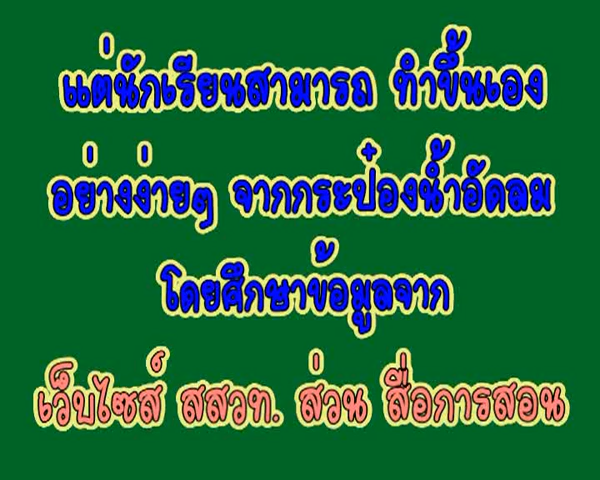 แต่นักเรียนสามารถ ทำขึ้นเอง
อย่างง่ายๆ จากกระป๋องน้ำอัดลม
โดยศึกษาข้อมูลจาก
เว็บไซส์ สสวท. ส่วน สื่อการสอน